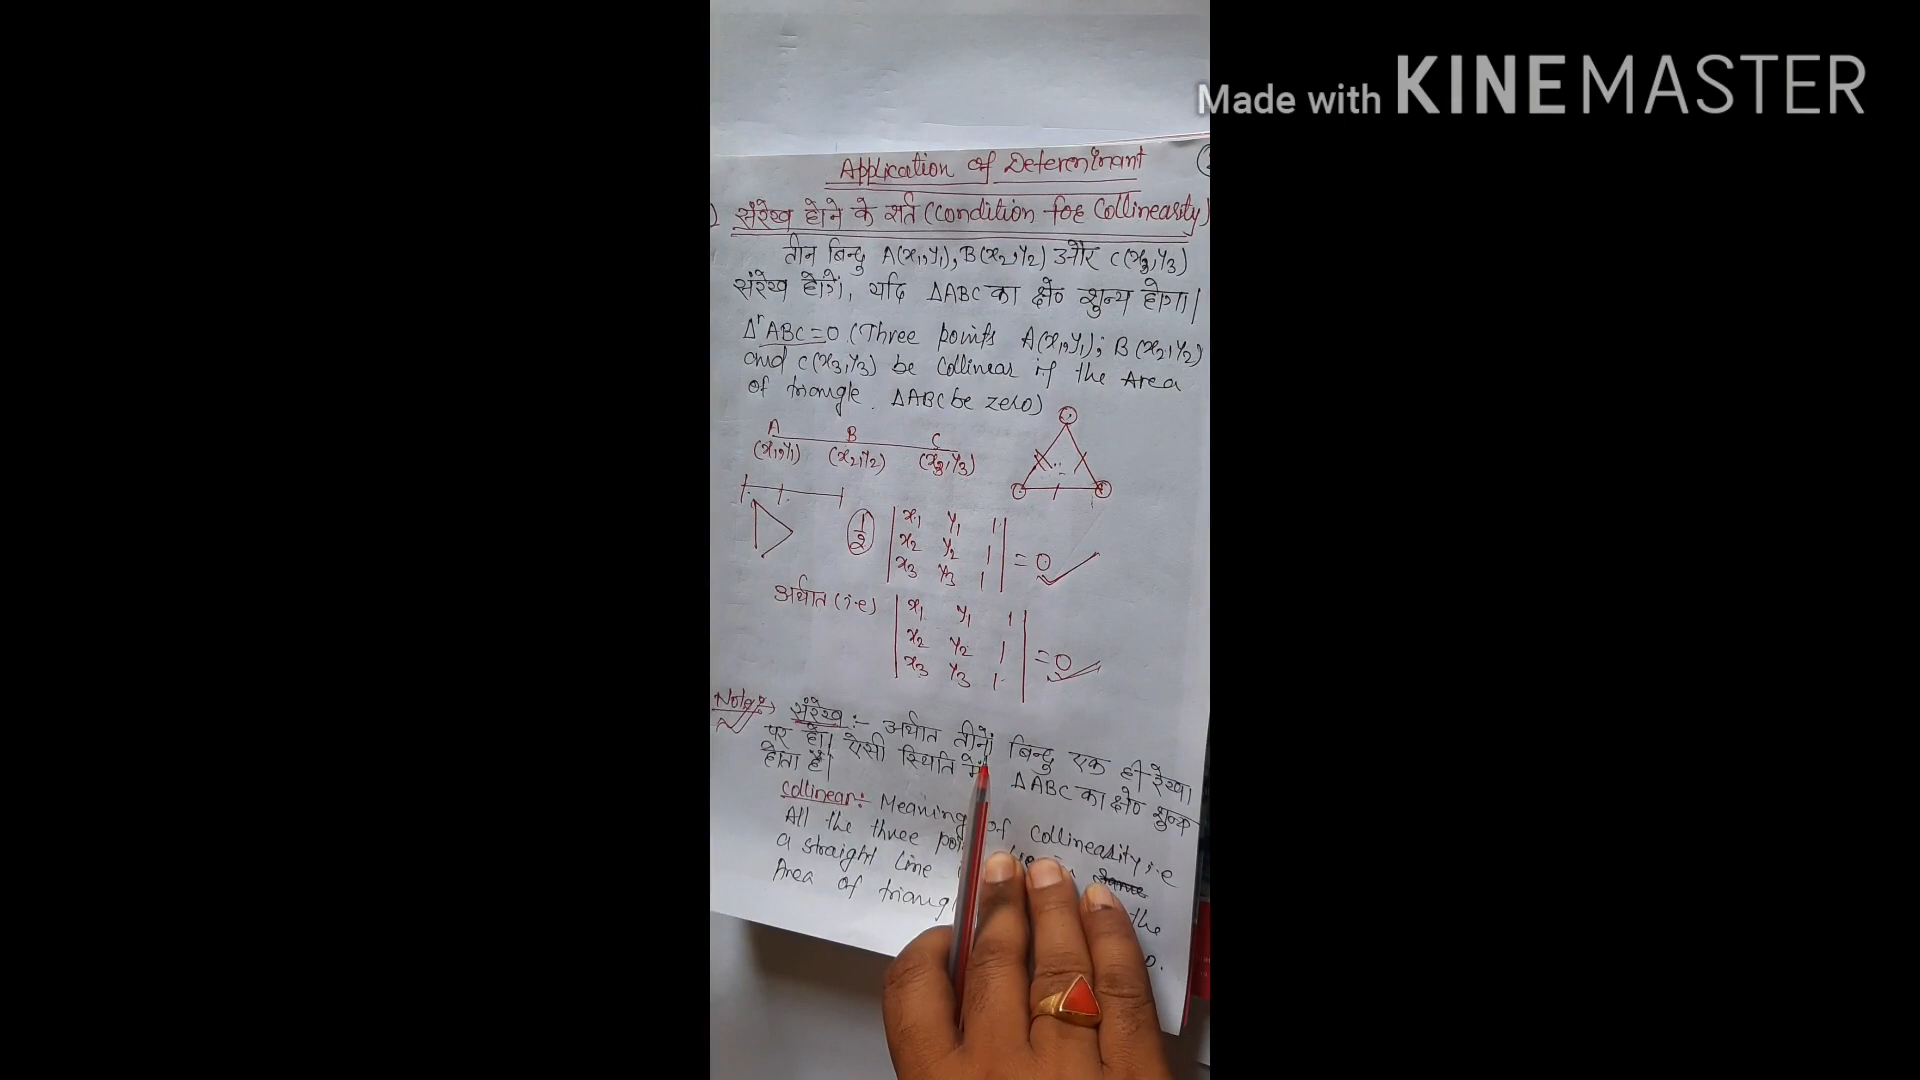 Made with KINEMASTER
Application of Determinant
संरेख होने के शर्त (Condition for Collinearity)
तीन बिन्दु A(x1,y1), B(x2,y2) और C(x3,y3)
संरेख होंगे, यदि ΔABC का क्षे० शुन्य होगा।
ΔrABC=0 (Three points A(x1,y1); B(x2,y2)
and C(x3,y3) be collinear if the Area
of triangle. ΔABC be zero)
A B C
(x1,y1) (x2,y2) (x3,y3)
1/2 | x1 y1 1
x2 y2 1
x3 y3 1 | = 0
अर्थात (i.e) | x1 y1 1
x2 y2 1
x3 y3 1 | = 0
Note:→ संरेख :- अर्थात तीनों बिन्दु एक ही रेखा
पर हो। ऐसी स्थिति में ΔABC का क्षे० शुन्य
होता है।
Collinear:- Meaning of Collinearity i.e
All the three
a straight line the
Area of